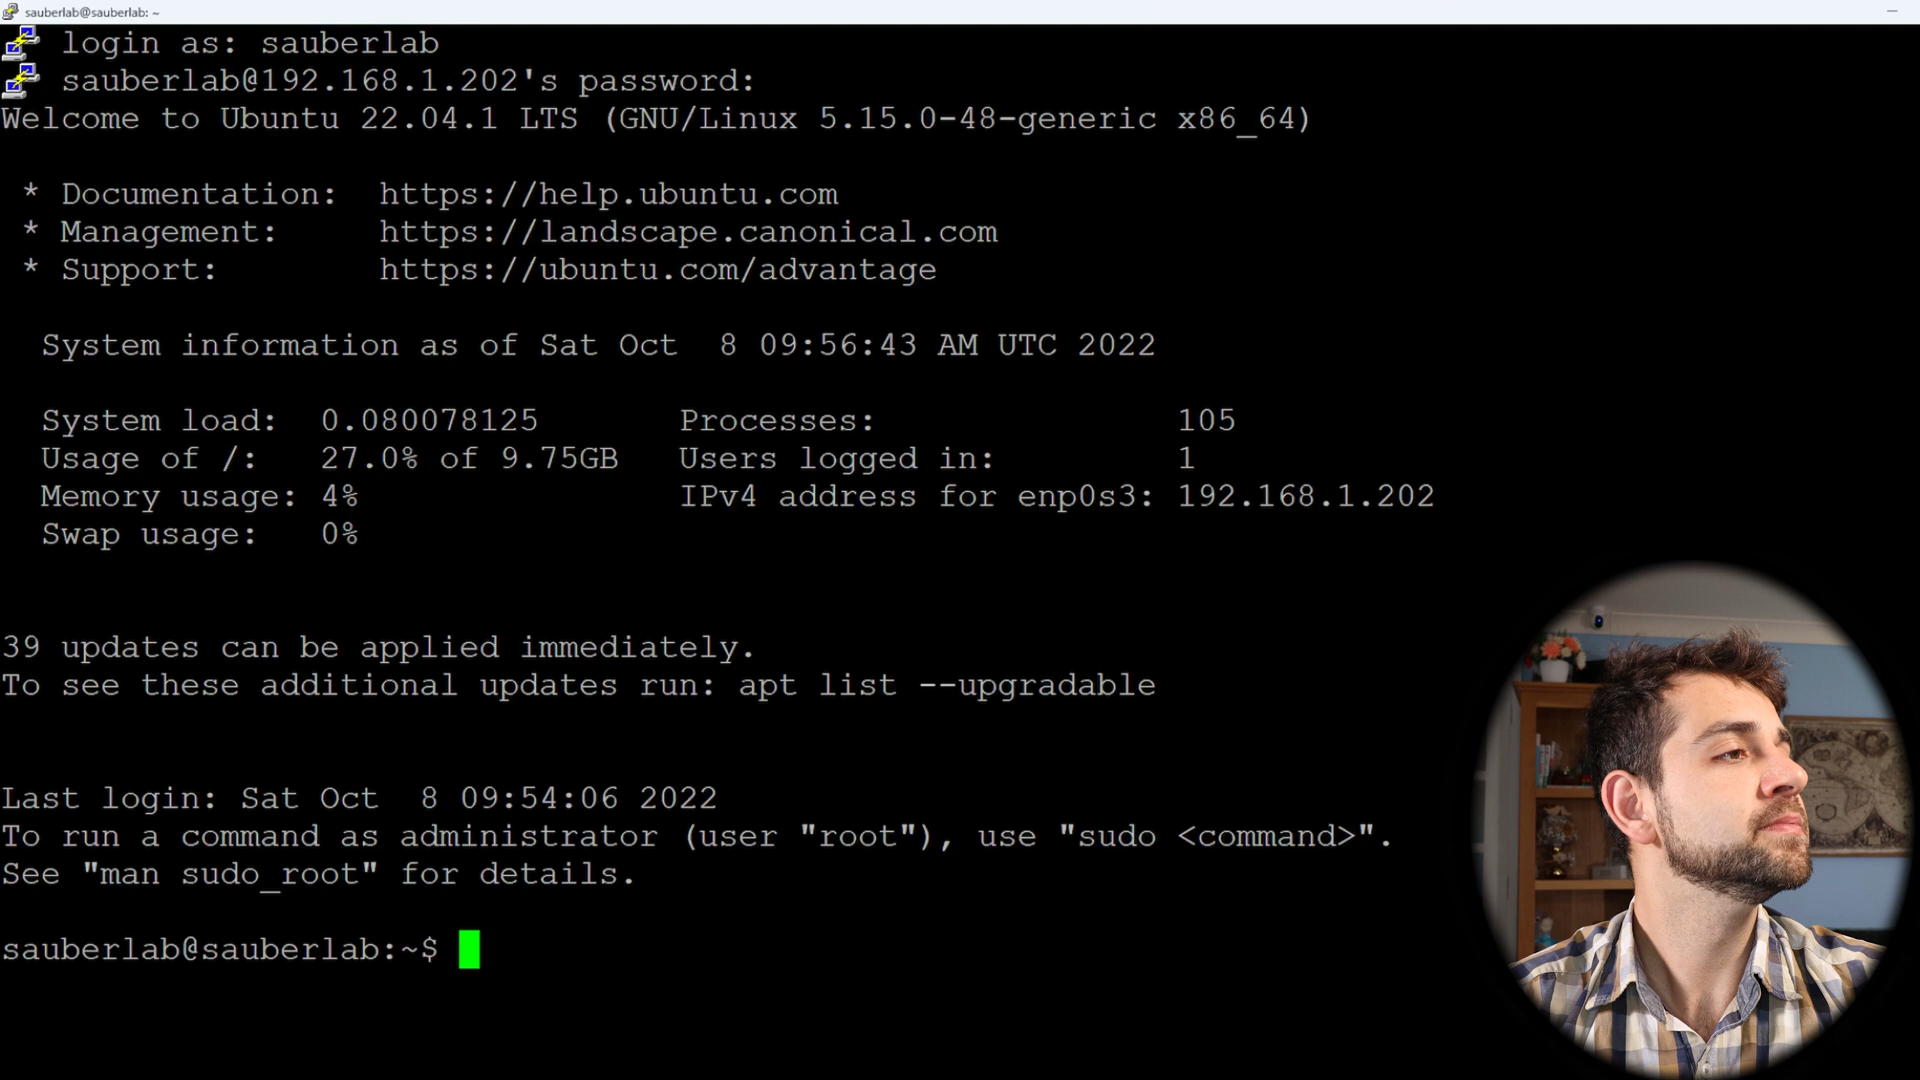 sauberlab@sauberlab: ~
login as: sauberlab
sauberlab@192.168.1.202's password:
Welcome to Ubuntu 22.04.1 LTS (GNU/Linux 5.15.0-48-generic x86_64)
* Documentation:  https://help.ubuntu.com
* Management:     https://landscape.canonical.com
* Support:        https://ubuntu.com/advantage
System information as of Sat Oct  8 09:56:43 AM UTC 2022
System load:  0.080078125       Processes:               105
Usage of /:   27.0% of 9.75GB   Users logged in:         1
Memory usage: 4%                IPv4 address for enp0s3: 192.168.1.202
Swap usage:   0%
39 updates can be applied immediately.
To see these additional updates run: apt list --upgradable
Last login: Sat Oct  8 09:54:06 2022
To run a command as administrator (user "root"), use "sudo <command>".
See "man sudo_root" for details.
sauberlab@sauberlab:~$